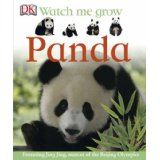 DK Watch me grow
Panda
Featuring Jing Jing, mascot of the Beijing Olympics